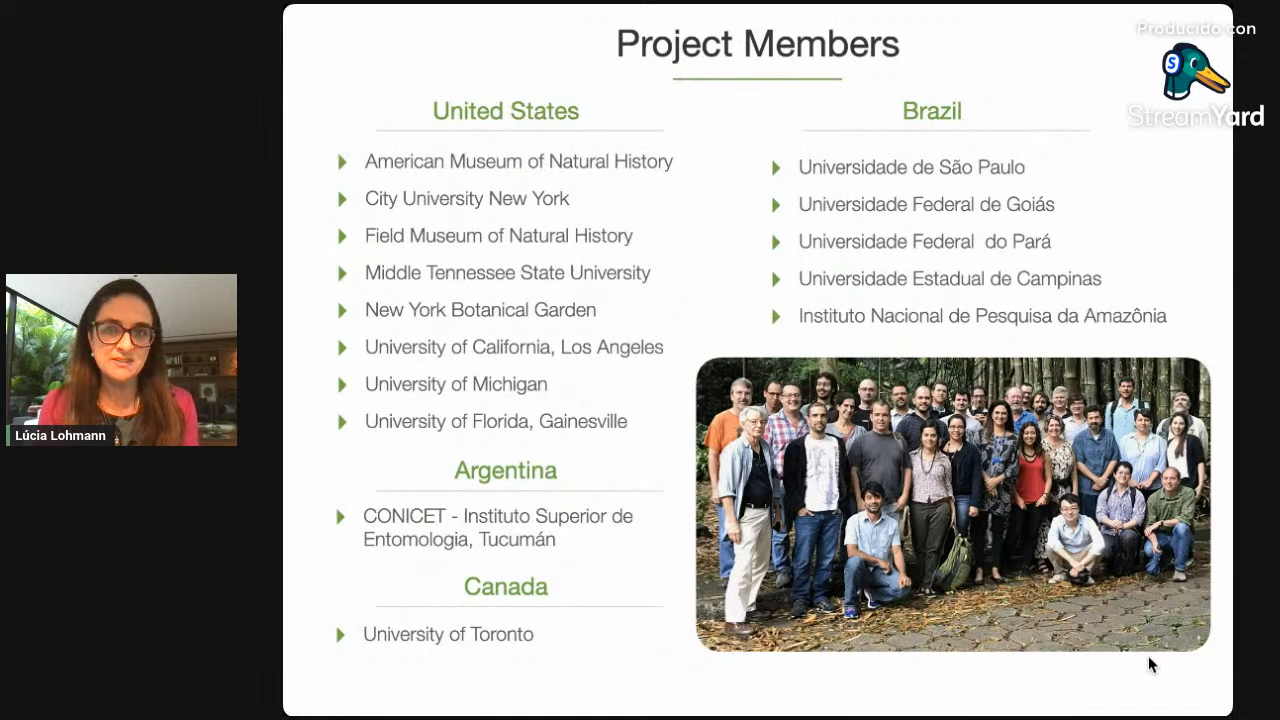 Project Members
Producido con
StreamYard
United States
American Museum of Natural History
City University New York
Field Museum of Natural History
Middle Tennessee State University
New York Botanical Garden
University of California, Los Angeles
University of Michigan
University of Florida, Gainesville
Argentina
CONICET - Instituto Superior de
Entomologia, Tucumán
Canada
University of Toronto
Brazil
Universidade de São Paulo
Universidade Federal de Goiás
Universidade Federal do Pará
Universidade Estadual de Campinas
Instituto Nacional de Pesquisa da Amazônia
Lúcia Lohmann
S